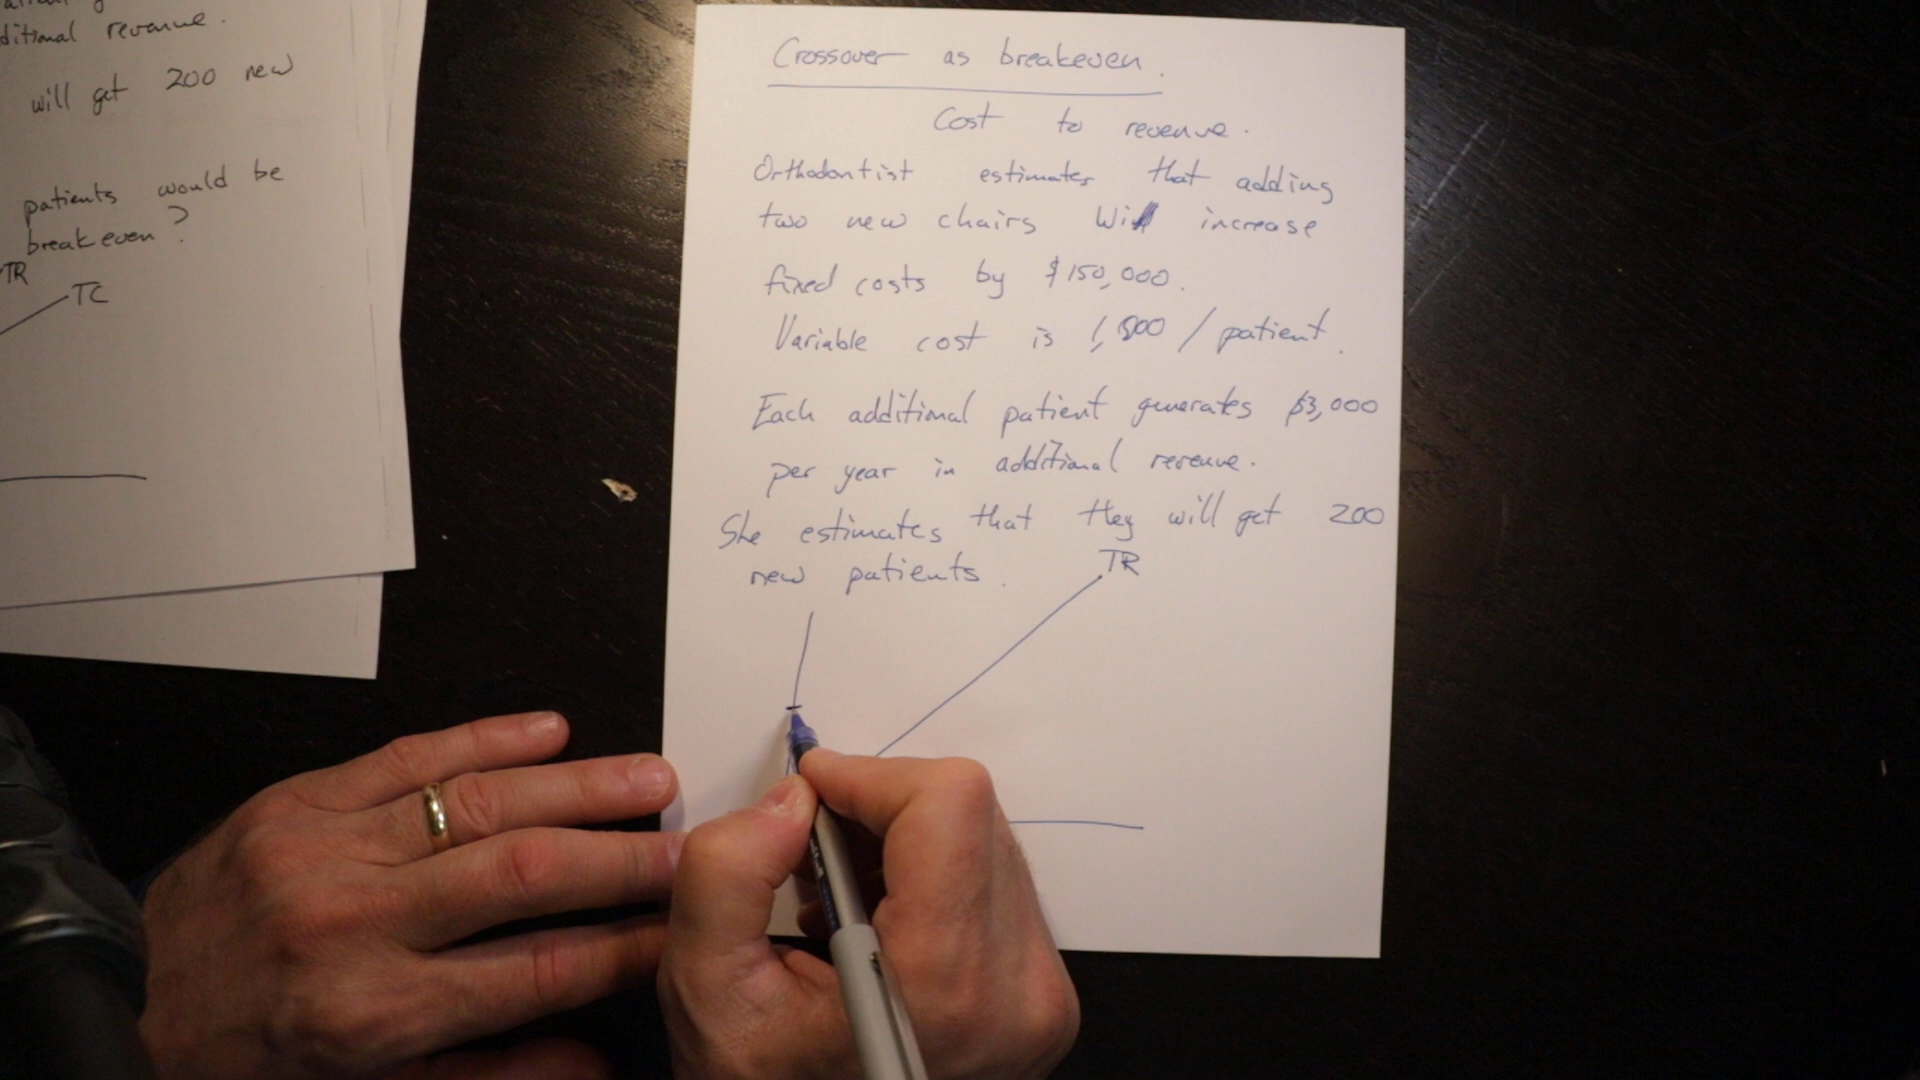 ditional revenue.
will get 200 new
patients would be
breakeven?
TR
TC
Crossover as breakeven.
Cost to revenue.
Orthodontist estimates that adding
two new chairs will increase
fixed costs by $150,000.
Variable cost is 1,800 / patient.
Each additional patient generates $3,000
per year in additional revenue.
She estimates that they will get 200
new patients.
TR